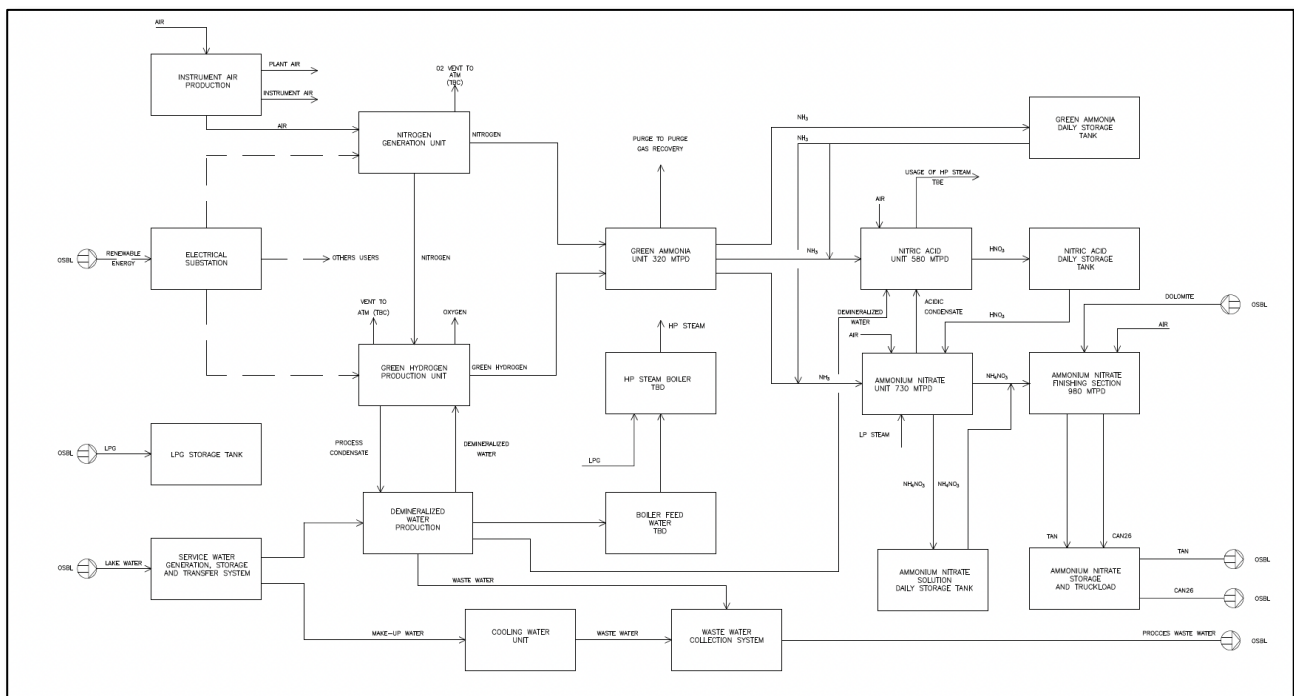 AIR
INSTRUMENT AIR
PRODUCTION
PLANT AIR
INSTRUMENT AIR
AIR
O2 VENT TO
ATM
(TBC)
NITROGEN
GENERATION UNIT
NITROGEN
PURGE TO PURGE
GAS RECOVERY
NH₃
NH₃
GREEN AMMONIA
DAILY STORAGE
TANK
USAGE OF HP STEAM
TBE
AIR
OSBL
RENEWABLE
ENERGY
ELECTRICAL
SUBSTATION
OTHERS USERS
NITROGEN
GREEN AMMONIA
UNIT 320 MTPD
NH₃
NITRIC ACID
UNIT 580 MTPD
HNO₃
NITRIC ACID
DAILY STORAGE
TANK
VENT TO
ATM (TBC)
OXYGEN
HP STEAM
DEMINERALIZED
WATER
ACIDIC
CONDENSATE
HNO₃
DOLOMITE
OSBL
AIR
AIR
GREEN HYDROGEN
PRODUCTION UNIT
GREEN HYDROGEN
HP STEAM BOILER
TBD
NH₃
AMMONIUM NITRATE
UNIT 730 MTPD
NH₄NO₃
AMMONIUM NITRATE
FINISHING SECTION
980 MTPD
OSBL
LPG
LPG STORAGE TANK
PROCESS
CONDENSATE
DEMINERALIZED
WATER
LPG
LP STEAM
NH₄NO₃
NH₄NO₃
DEMINERALIZED
WATER
PRODUCTION
BOILER FEED
WATER
TBD
TAN
CAN26
OSBL
LAKE WATER
SERVICE WATER
GENERATION, STORAGE
AND TRANSFER SYSTEM
WASTE WATER
AMMONIUM NITRATE
SOLUTION
DAILY STORAGE TANK
AMMONIUM NITRATE
STORAGE
AND TRUCKLOAD
TAN
OSBL
CAN26
OSBL
MAKE-UP WATER
COOLING WATER
UNIT
WASTE WATER
WASTE WATER
COLLECTION SYSTEM
PROCCES WASTE WATER
OSBL